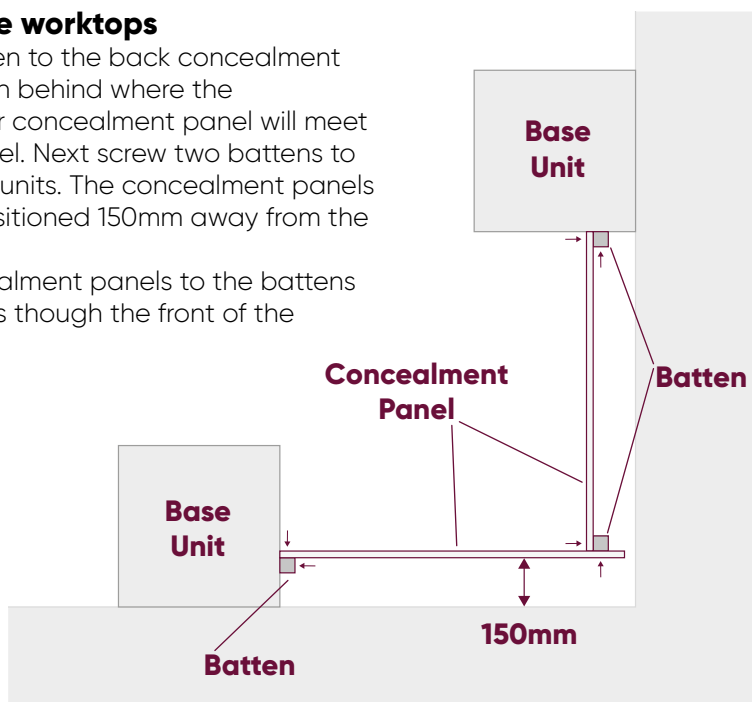 e worktops
en to the back concealment
n behind where the
r concealment panel will meet
el. Next screw two battens to
units. The concealment panels
sitioned 150mm away from the
alment panels to the battens
s though the front of the
Base
Unit
Concealment
Panel
Batten
Base
Unit
150mm
Batten